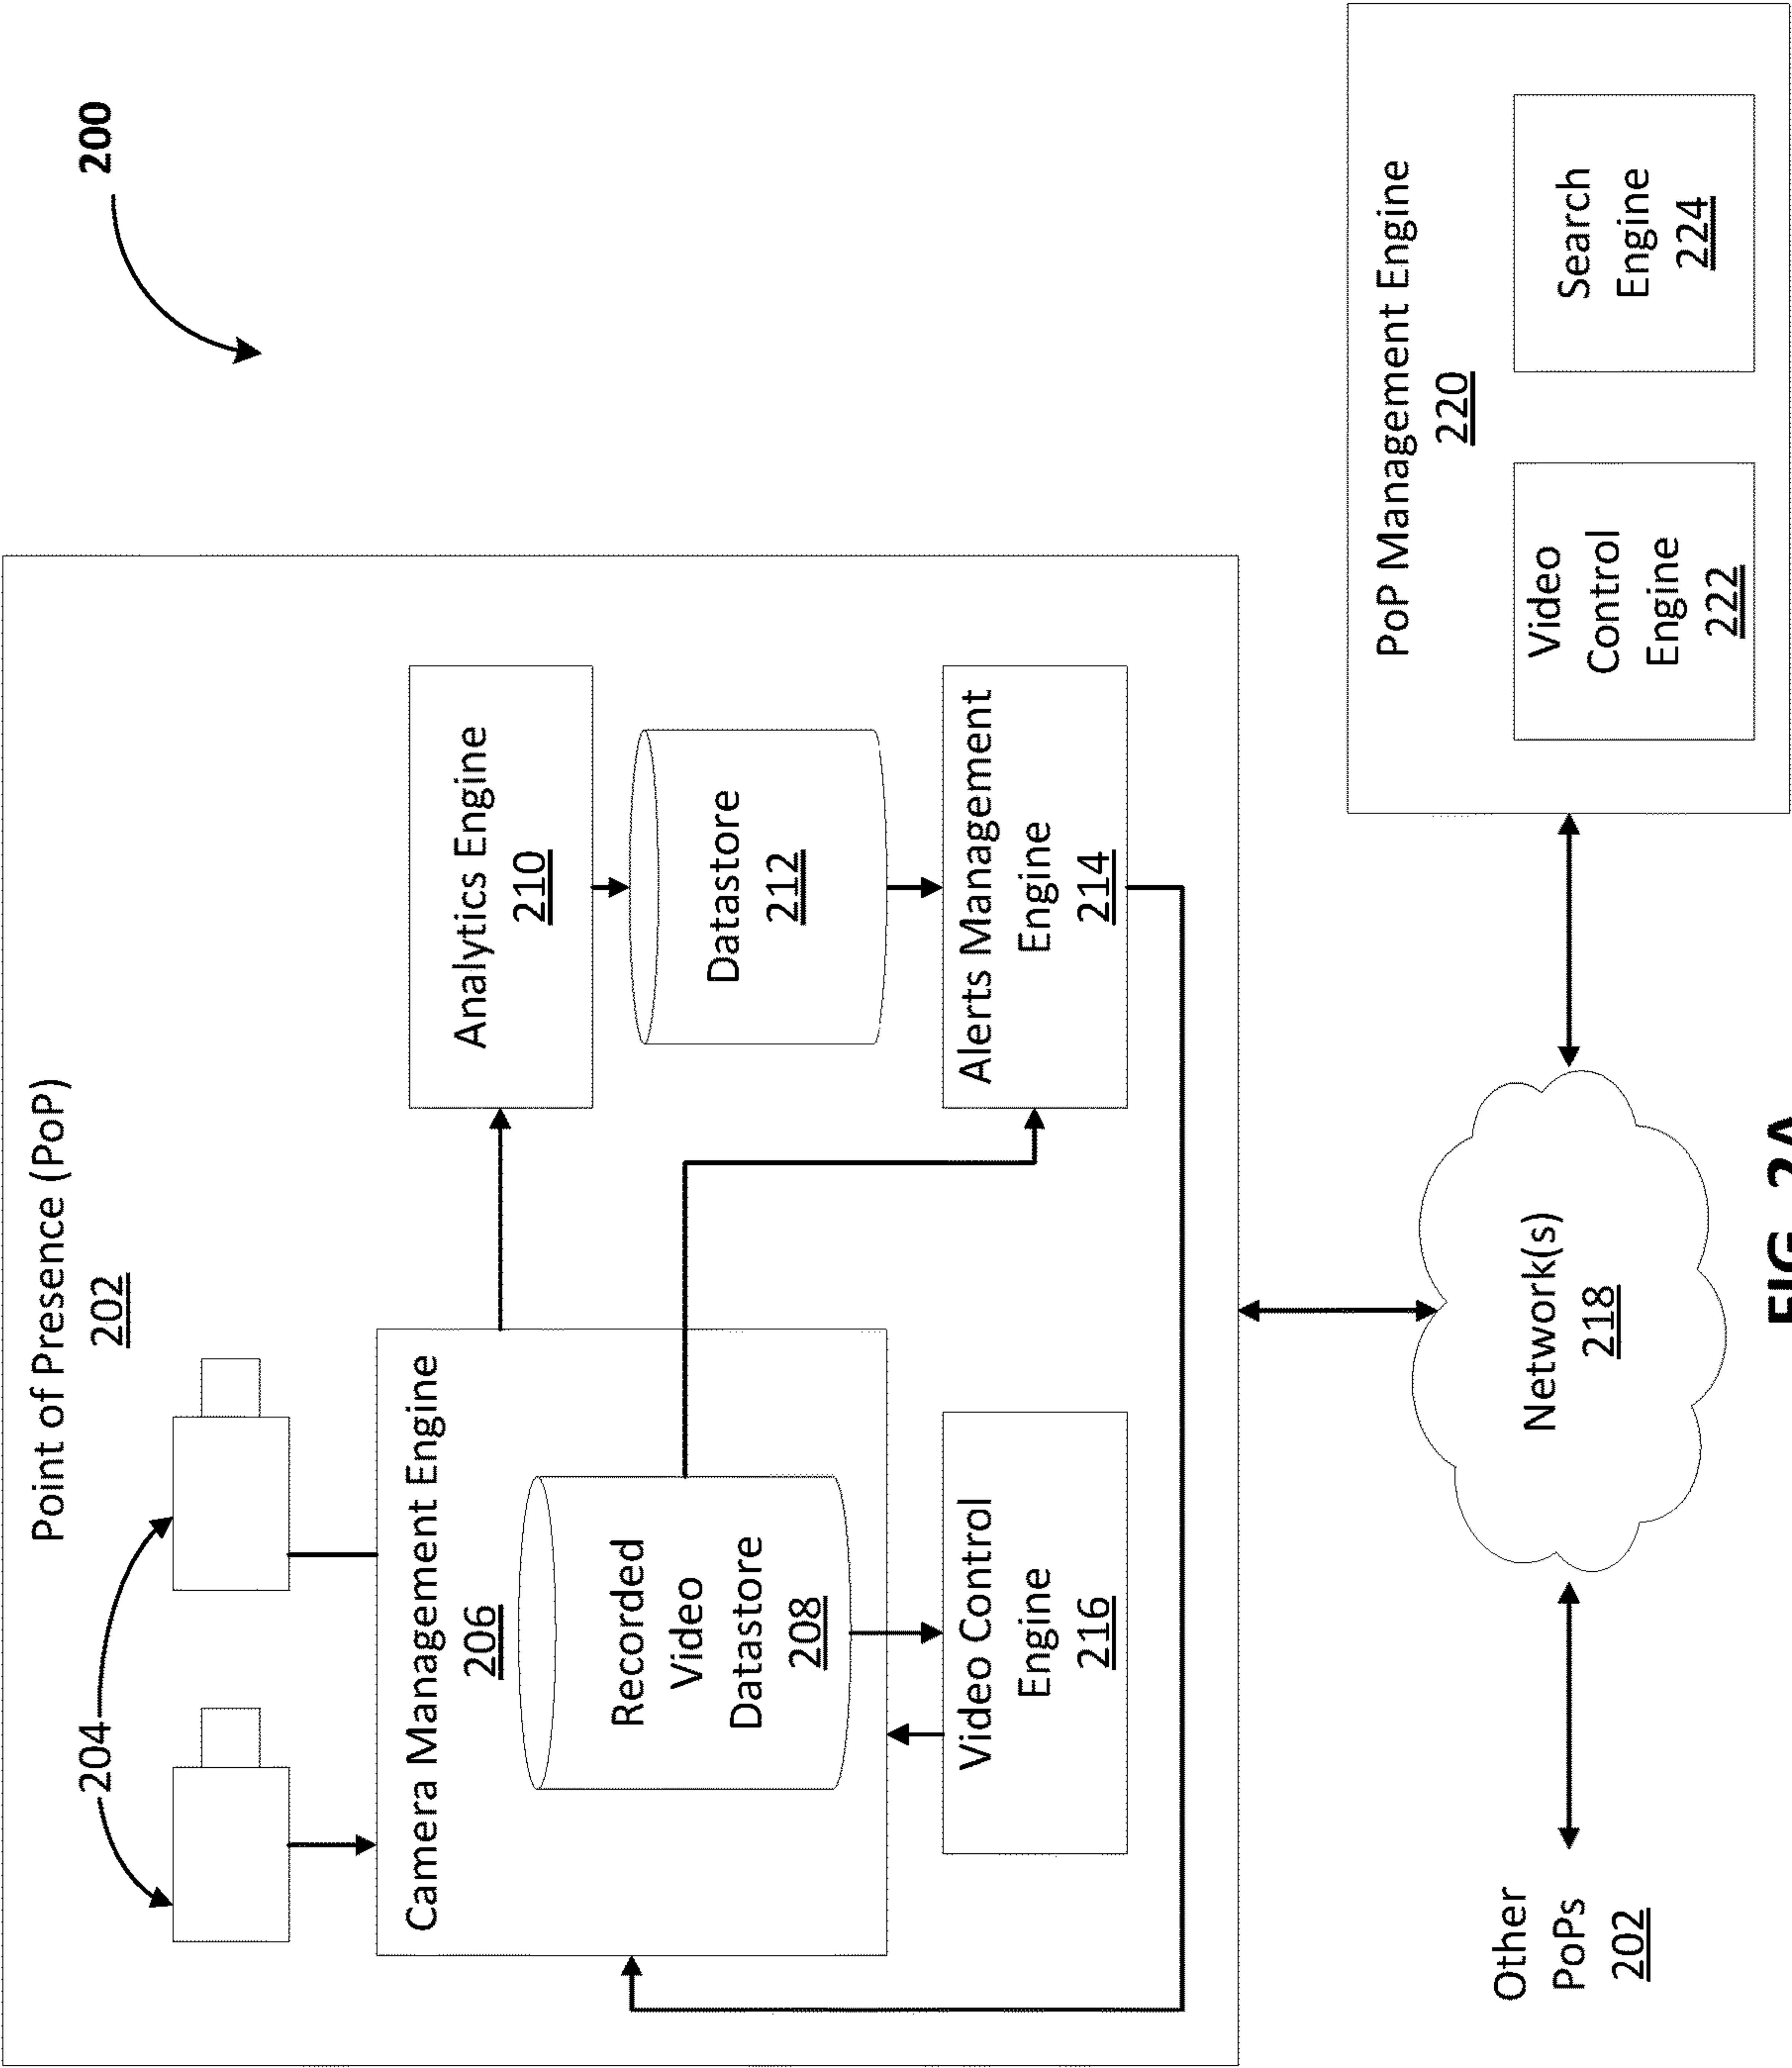 200
Point of Presence (PoP)
202
204
Camera Management Engine
206
Recorded
Video
Datastore
208
Video Control
Engine
216
Analytics Engine
210
Datastore
212
Alerts Management
Engine
214
Other
PoPs
202
Network(s)
218
PoP Management Engine
220
Video
Control
Engine
222
Search
Engine
224
FIG. 2A